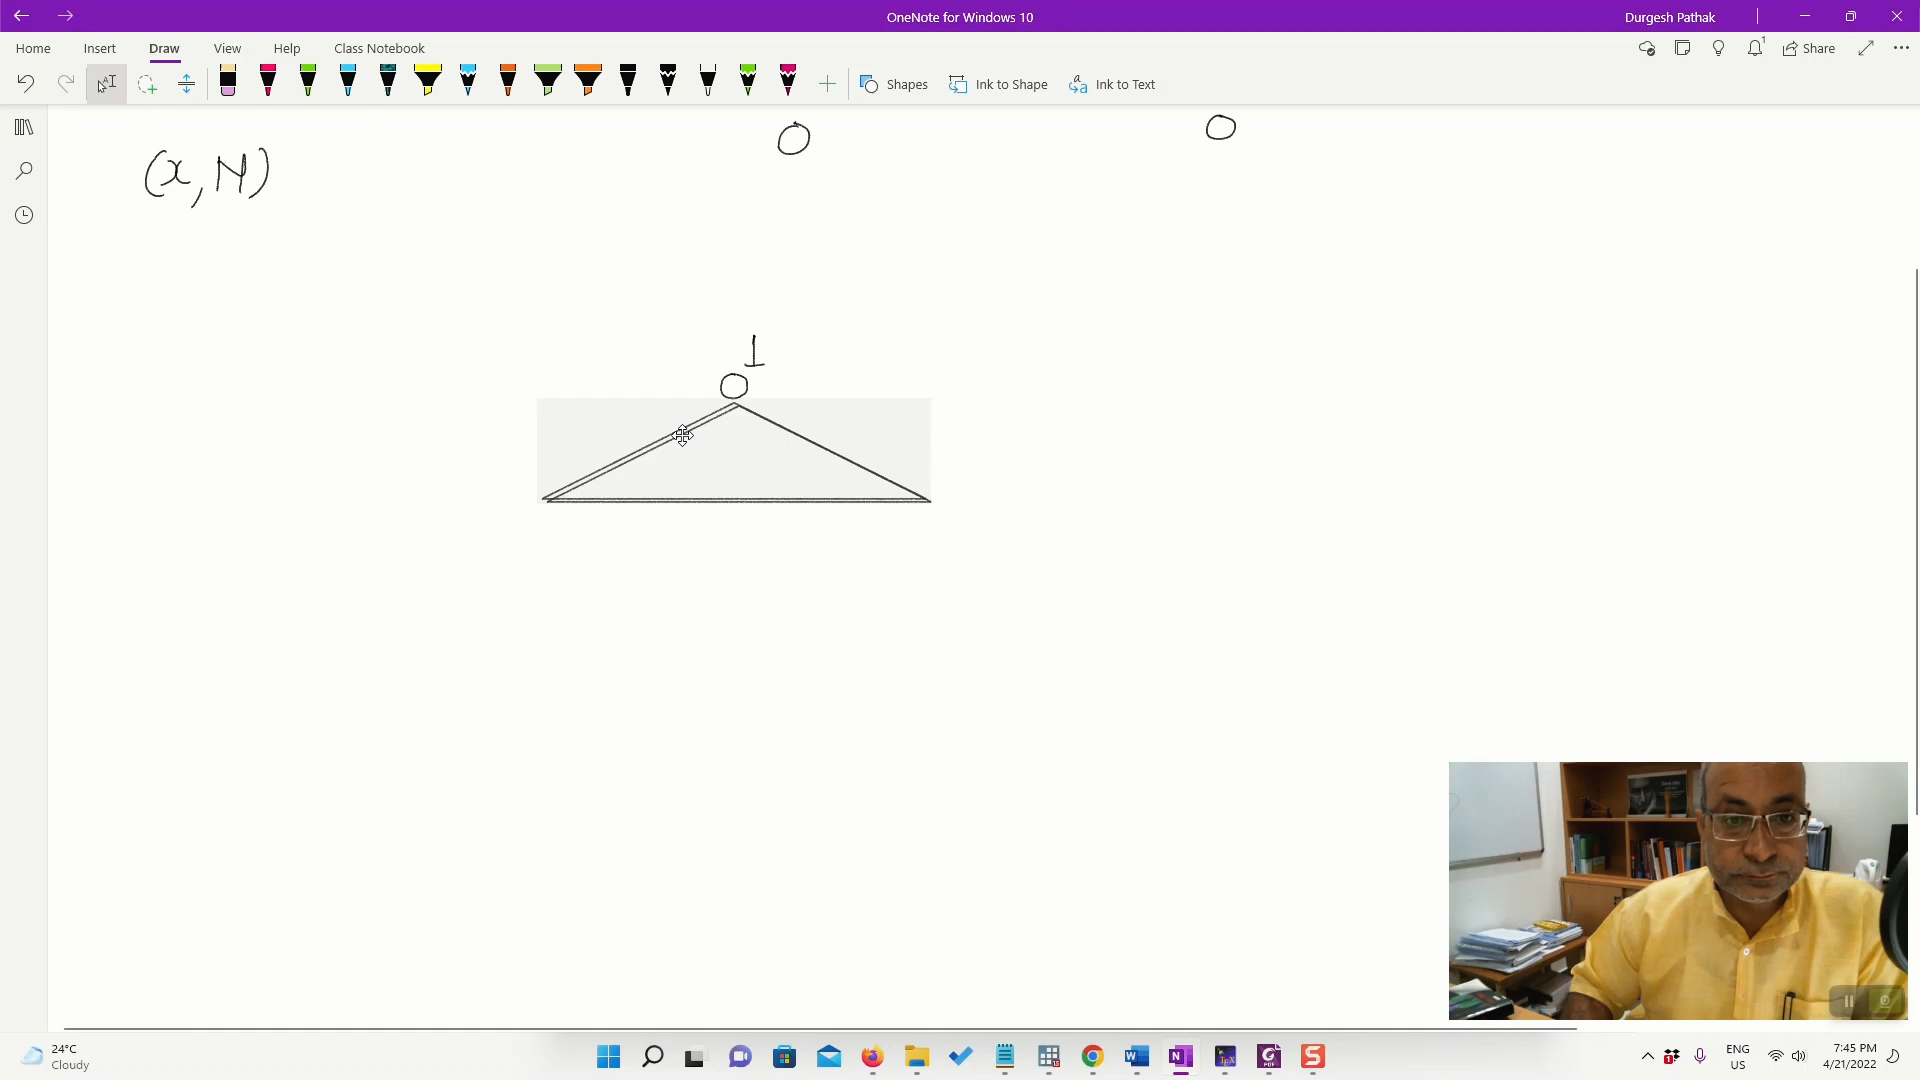 OneNote for Windows 10
Durgesh Pathak
Home Insert Draw View Help Class Notebook
1
Share
Shapes Ink to Shape Ink to Text
(x, N)
O O
1
O
24°C
Cloudy
ENG
US
7:45 PM
4/21/2022